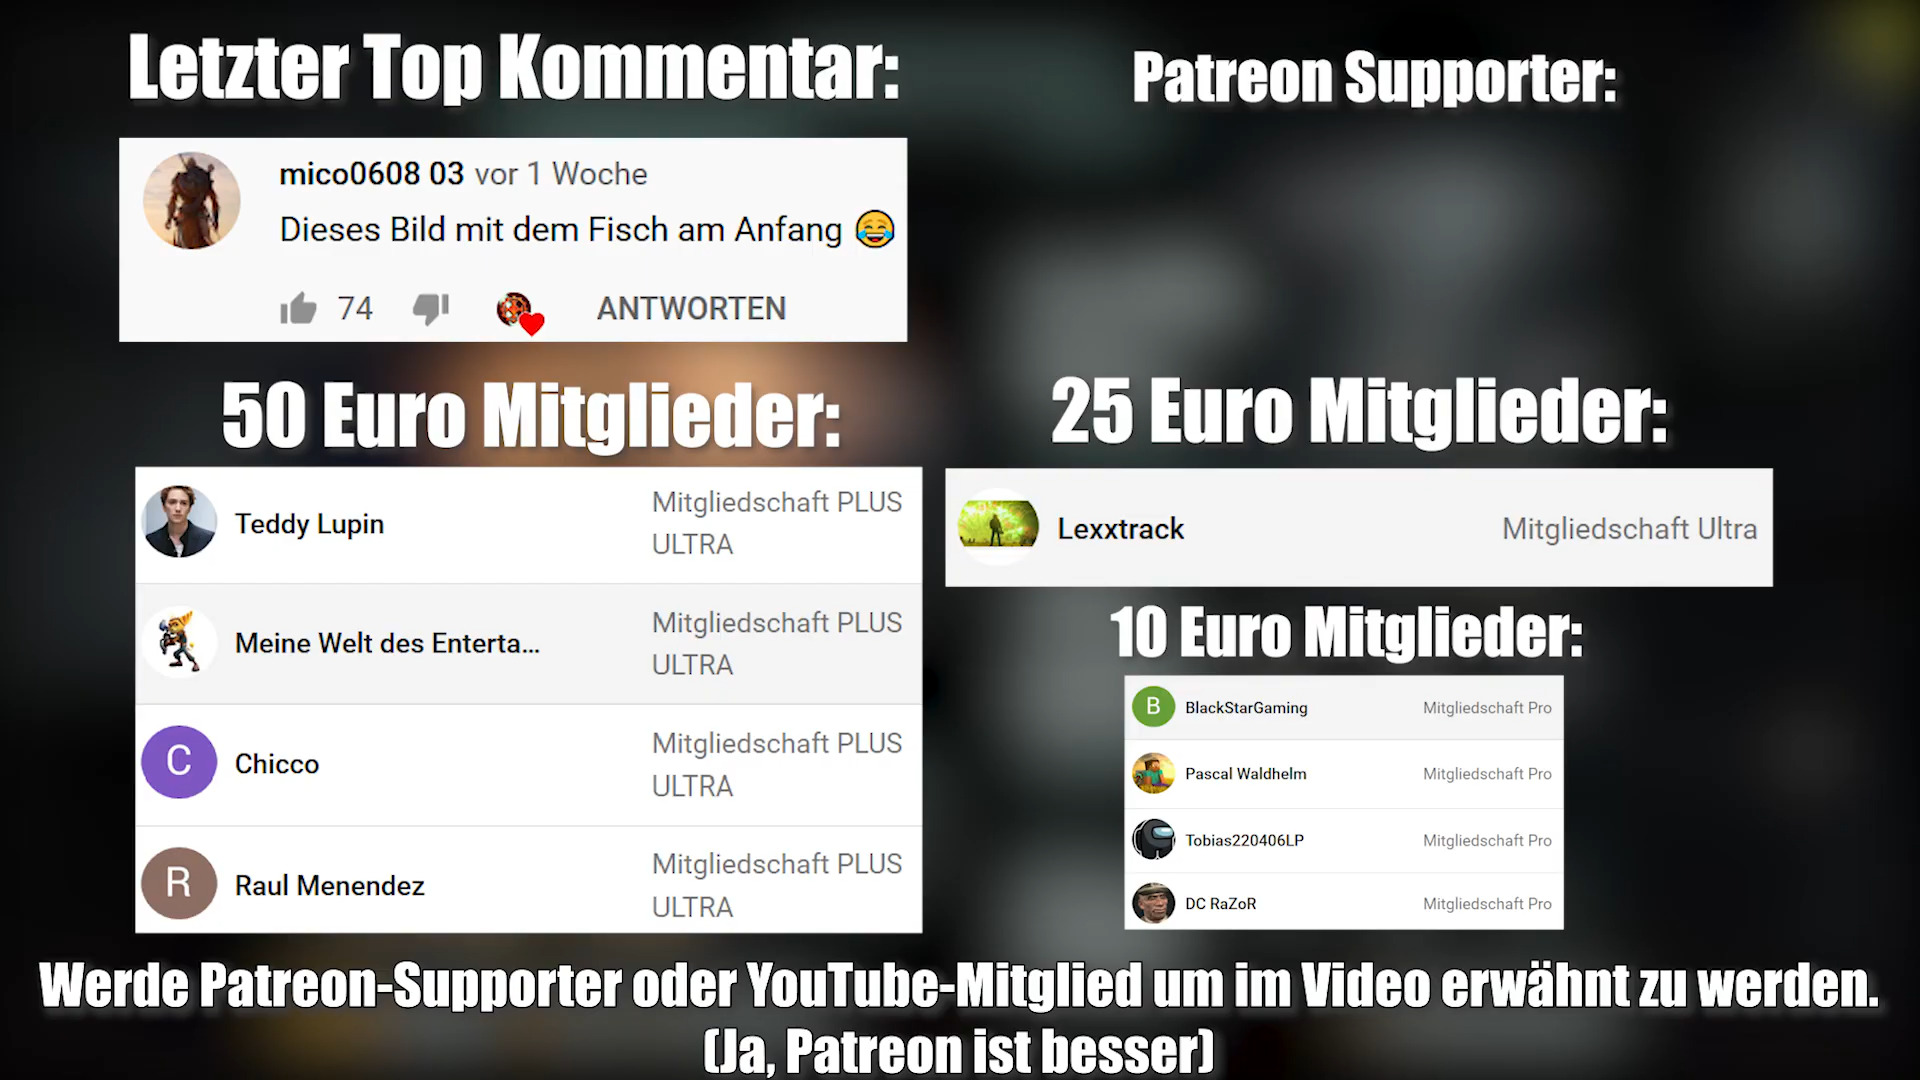 Letzter Top Kommentar:
mico0608 03 vor 1 Woche
Dieses Bild mit dem Fisch am Anfang 😂
74 ANTWORTEN
Patreon Supporter:
50 Euro Mitglieder:
Teddy Lupin Mitgliedschaft PLUS
ULTRA
Meine Welt des Enterta... Mitgliedschaft PLUS
ULTRA
C Chicco Mitgliedschaft PLUS
ULTRA
R Raul Menendez Mitgliedschaft PLUS
ULTRA
25 Euro Mitglieder:
Lexxtrack Mitgliedschaft Ultra
10 Euro Mitglieder:
B BlackStarGaming Mitgliedschaft Pro
Pascal Waldhelm Mitgliedschaft Pro
Tobias220406LP Mitgliedschaft Pro
DC RaZoR Mitgliedschaft Pro
Werde Patreon-Supporter oder YouTube-Mitglied um im Video erwähnt zu werden.
(Ja, Patreon ist besser)